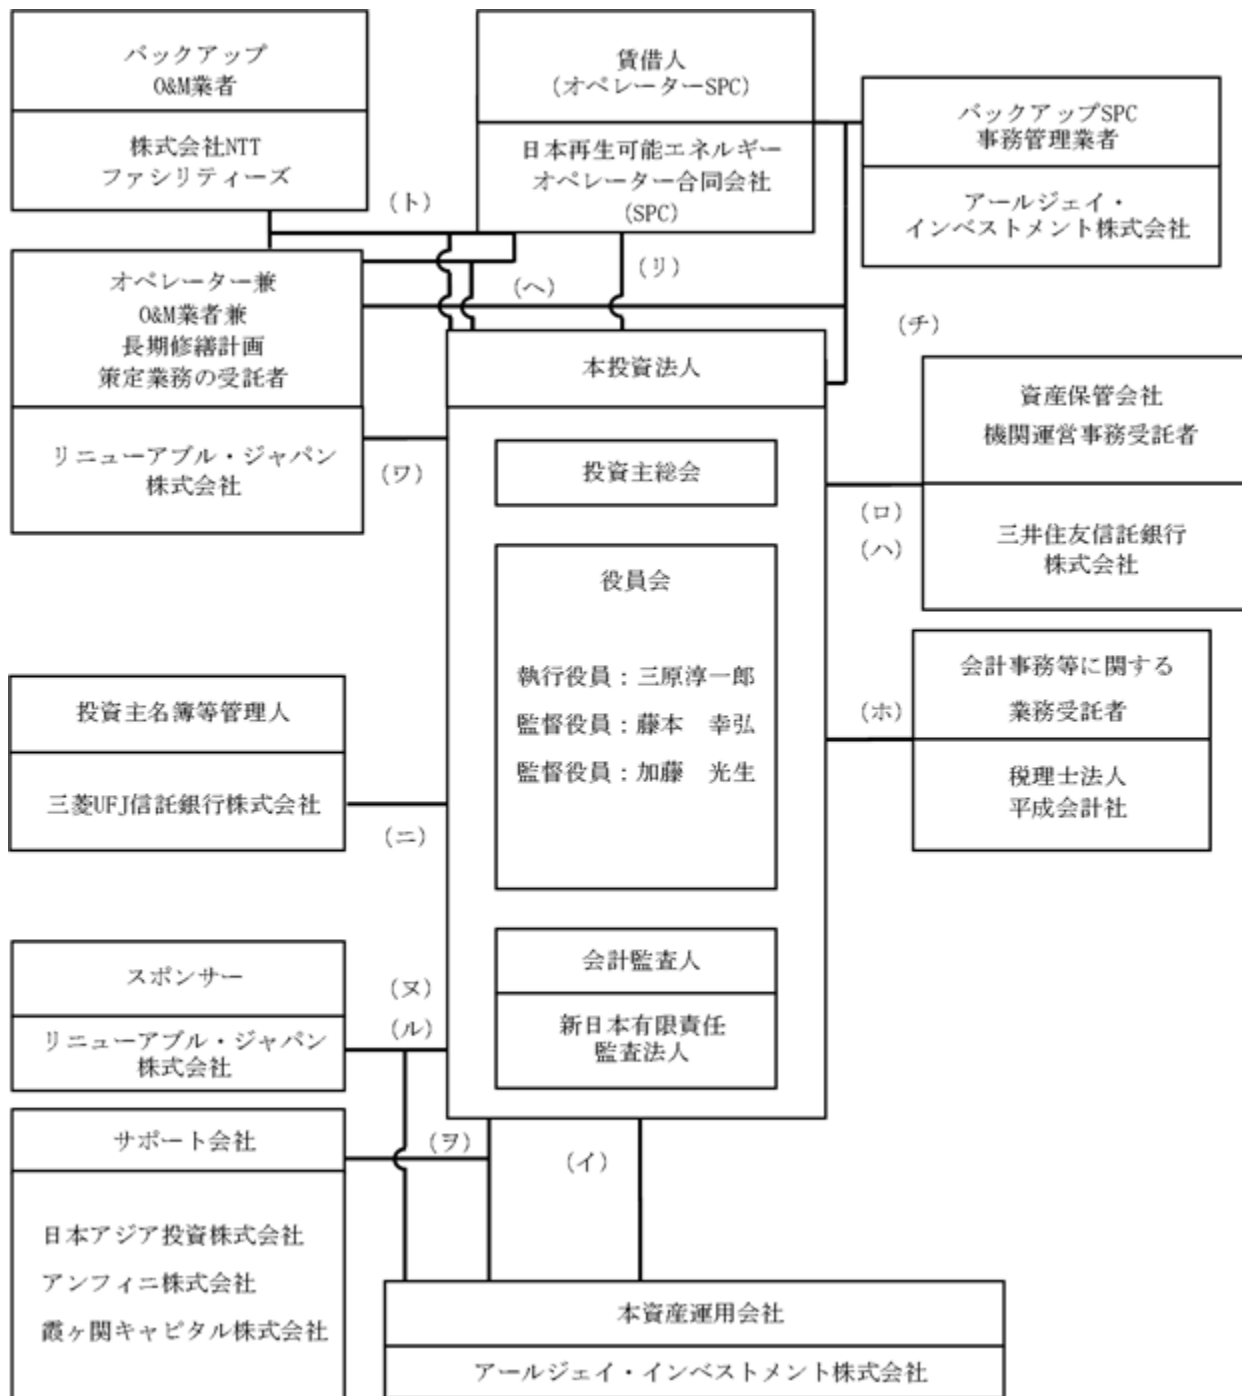 バックアップ
O&M業者
株式会社NTT
ファシリティーズ
賃借人
（オペレーターSPC）
日本再生可能エネルギー
オペレーター合同会社
(SPC)
バックアップSPC
事務管理業者
アールジェイ・
インベストメント株式会社
（ト）
（リ）
（ヘ）
（チ）
オペレーター兼
O&M業者兼
長期修繕計画
策定業務の受託者
リニューアブル・ジャパン
株式会社
（ワ）
本投資法人
投資主総会
役員会
執行役員：三原淳一郎
監督役員：藤本　幸弘
監督役員：加藤　光生
会計監査人
新日本有限責任
監査法人
資産保管会社
機関運営事務受託者
三井住友信託銀行
株式会社
（ロ）
（ハ）
会計事務等に関する
業務受託者
税理士法人
平成会計社
（ホ）
投資主名簿等管理人
三菱UFJ信託銀行株式会社
（ニ）
スポンサー
リニューアブル・ジャパン
株式会社
（ヌ）
（ル）
サポート会社
日本アジア投資株式会社
アンフィニ株式会社
霞ヶ関キャピタル株式会社
（ヲ）
（イ）
本資産運用会社
アールジェイ・インベストメント株式会社